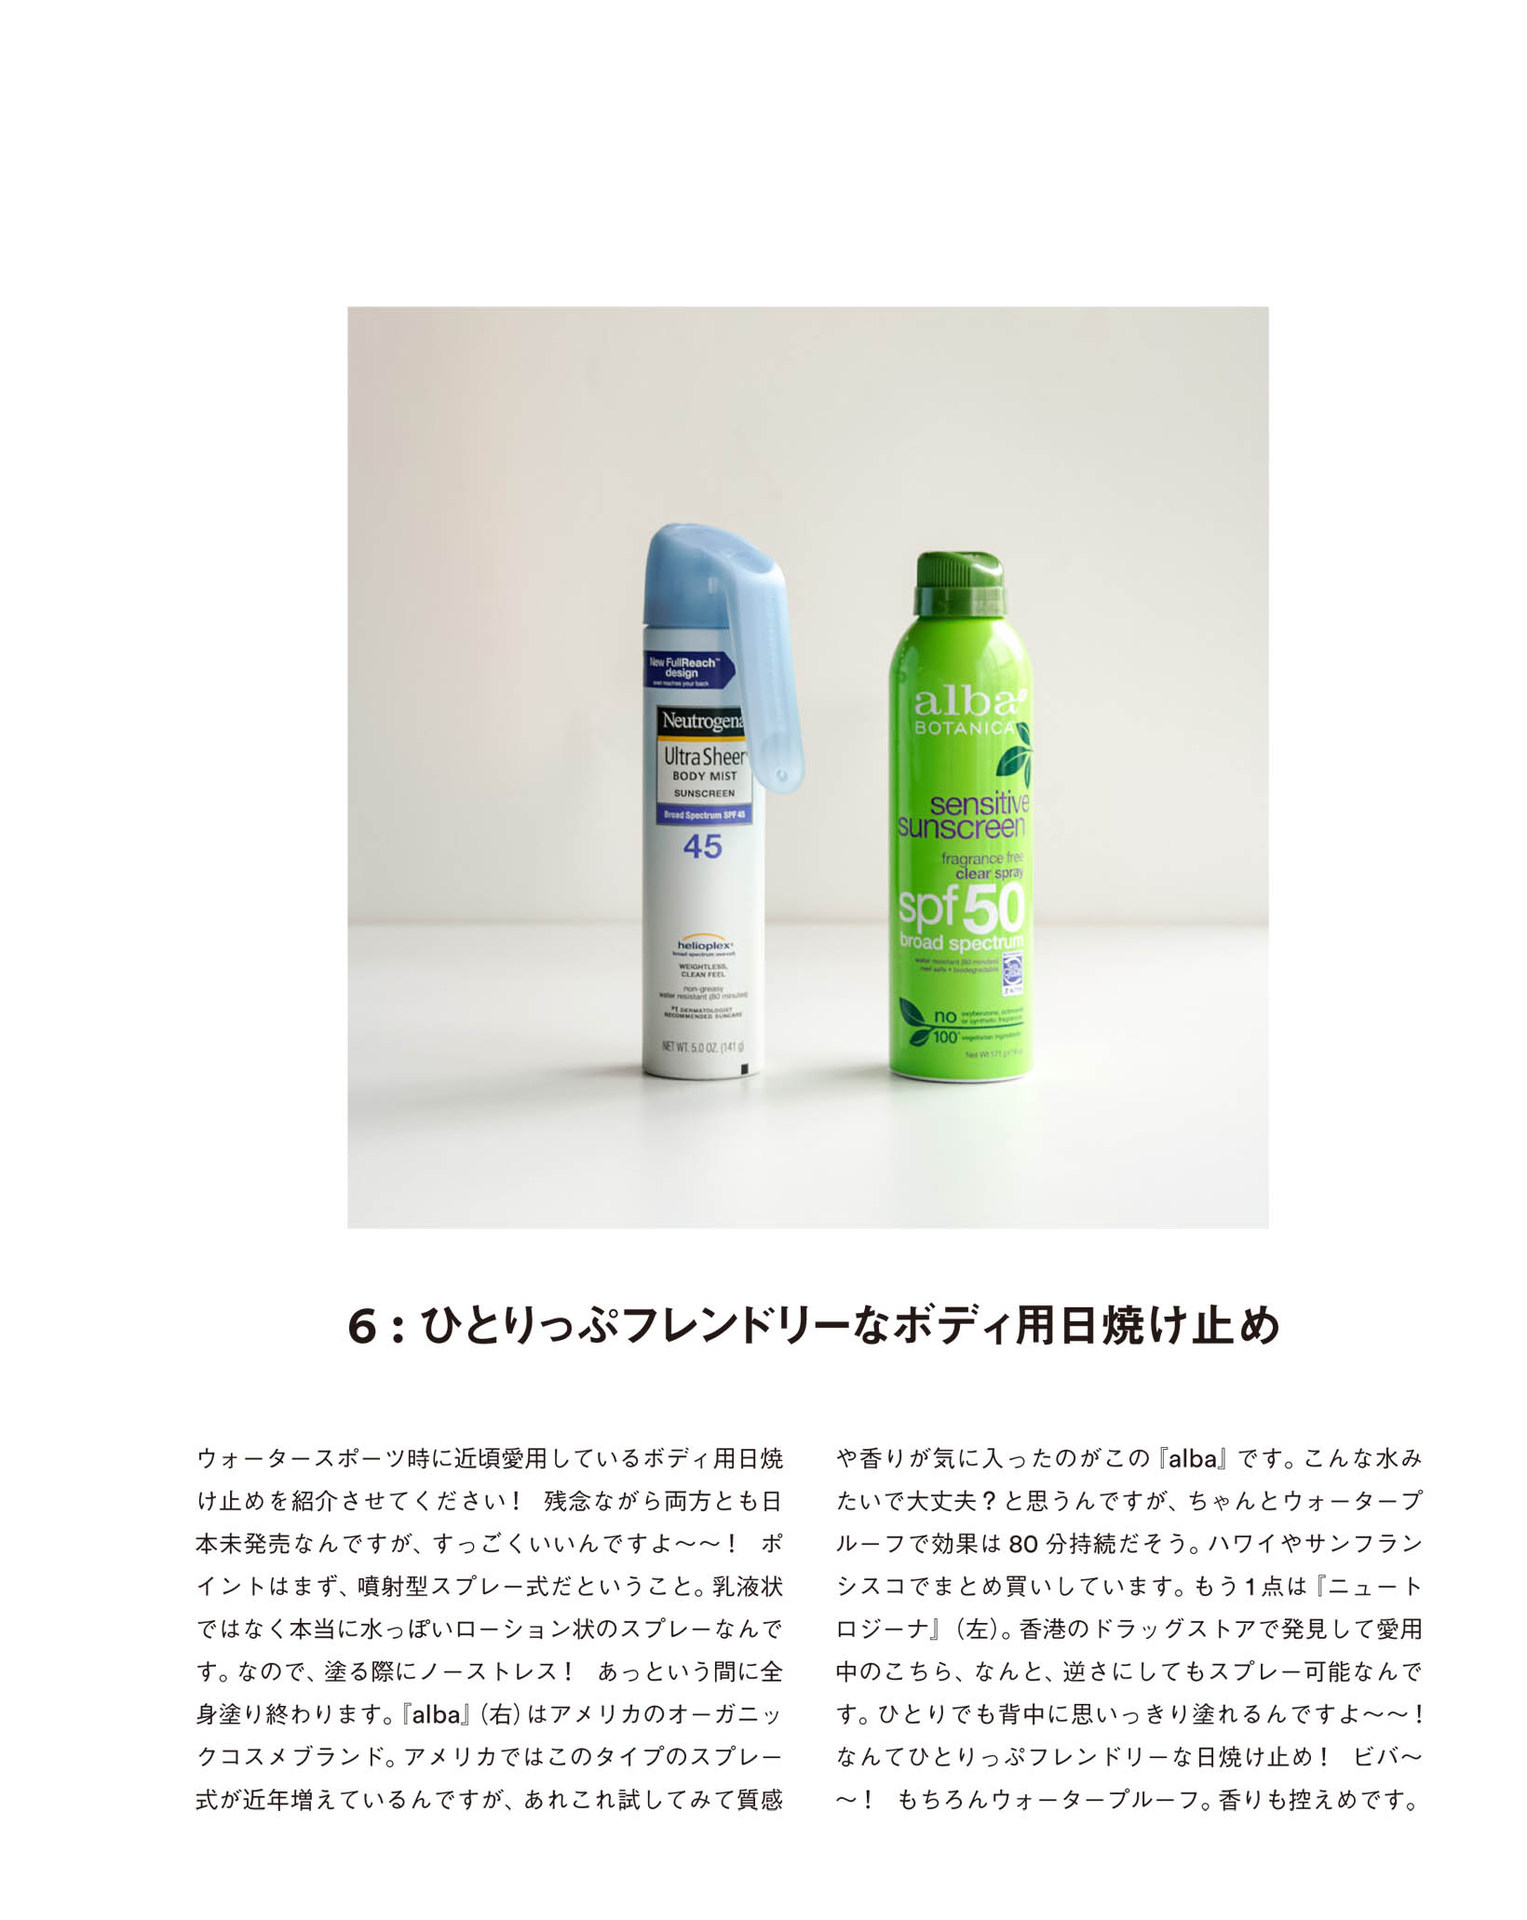 New FullReach™
design
even reaches your back
Neutrogena
Ultra Sheer
BODY MIST
SUNSCREEN
Broad Spectrum SPF 45
45
helioplex®
WEIGHTLESS,
CLEAN FEEL
non-greasy
water resistant (80 minutes)
#1 DERMATOLOGIST
RECOMMENDED SUNCARE
NET WT. 5.0 OZ. (141 g)
alba
BOTANICA
sensitive
sunscreen
fragrance free
clear spray
spf 50
broad spectrum
water resistant (80 minutes)
reef safe • biodegradable
no
100%
vegetarian ingredients
6 : ひとりっぷフレンドリーなボディ用日焼け止め
ウォータースポーツ時に近頃愛用しているボディ用日焼
け止めを紹介させてください！ 残念ながら両方とも日
本未発売なんですが、すっごくいいんですよ〜〜！ ポ
イントはまず、噴射型スプレー式だということ。乳液状
ではなく本当に水っぽいローション状のスプレーなんで
す。なので、塗る際にノーストレス！ あっという間に全
身塗り終わります。『alba』（右）はアメリカのオーガニッ
クコスメブランド。アメリカではこのタイプのスプレー
式が近年増えているんですが、あれこれ試してみて質感
や香りが気に入ったのがこの『alba』です。こんな水み
たいで大丈夫？と思うんですが、ちゃんとウォータープ
ルーフで効果は 80 分持続だそう。ハワイやサンフラン
シスコでまとめ買いしています。もう1点は『ニュート
ロジーナ』（左）。香港のドラッグストアで発見して愛用
中のこちら、なんと、逆さにしてもスプレー可能なんで
す。ひとりでも背中に思いっきり塗れるんですよ〜〜！
なんてひとりっぷフレンドリーな日焼け止め！ ビバ〜
〜！ もちろんウォータープルーフ。香りも控えめです。